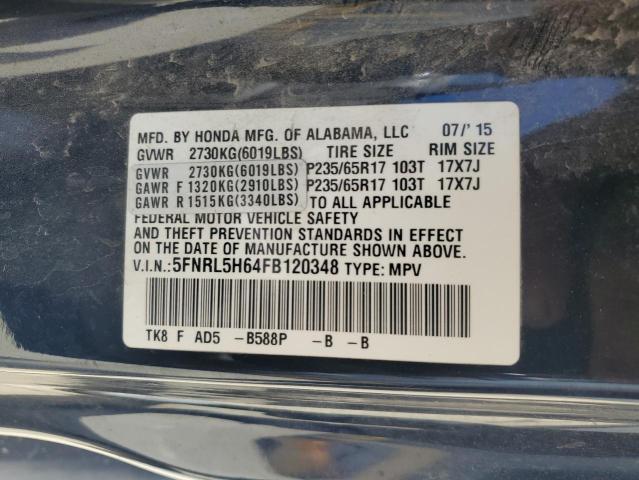 MFD. BY HONDA MFG. OF ALABAMA, LLC 07/'15
GVWR 2730KG(6019LBS) TIRE SIZE RIM SIZE
GVWR 2730KG(6019LBS) P235/65R17 103T 17X7J
GAWR F 1320KG(2910LBS) P235/65R17 103T 17X7J
GAWR R 1515KG(3340LBS) TO ALL APPLICABLE
FEDERAL MOTOR VEHICLE SAFETY
AND THEFT PREVENTION STANDARDS IN EFFECT
ON THE DATE OF MANUFACTURE SHOWN ABOVE.
V.I.N.:5FNRL5H64FB120348 TYPE: MPV
TK8 F AD5 -B588P -B -B